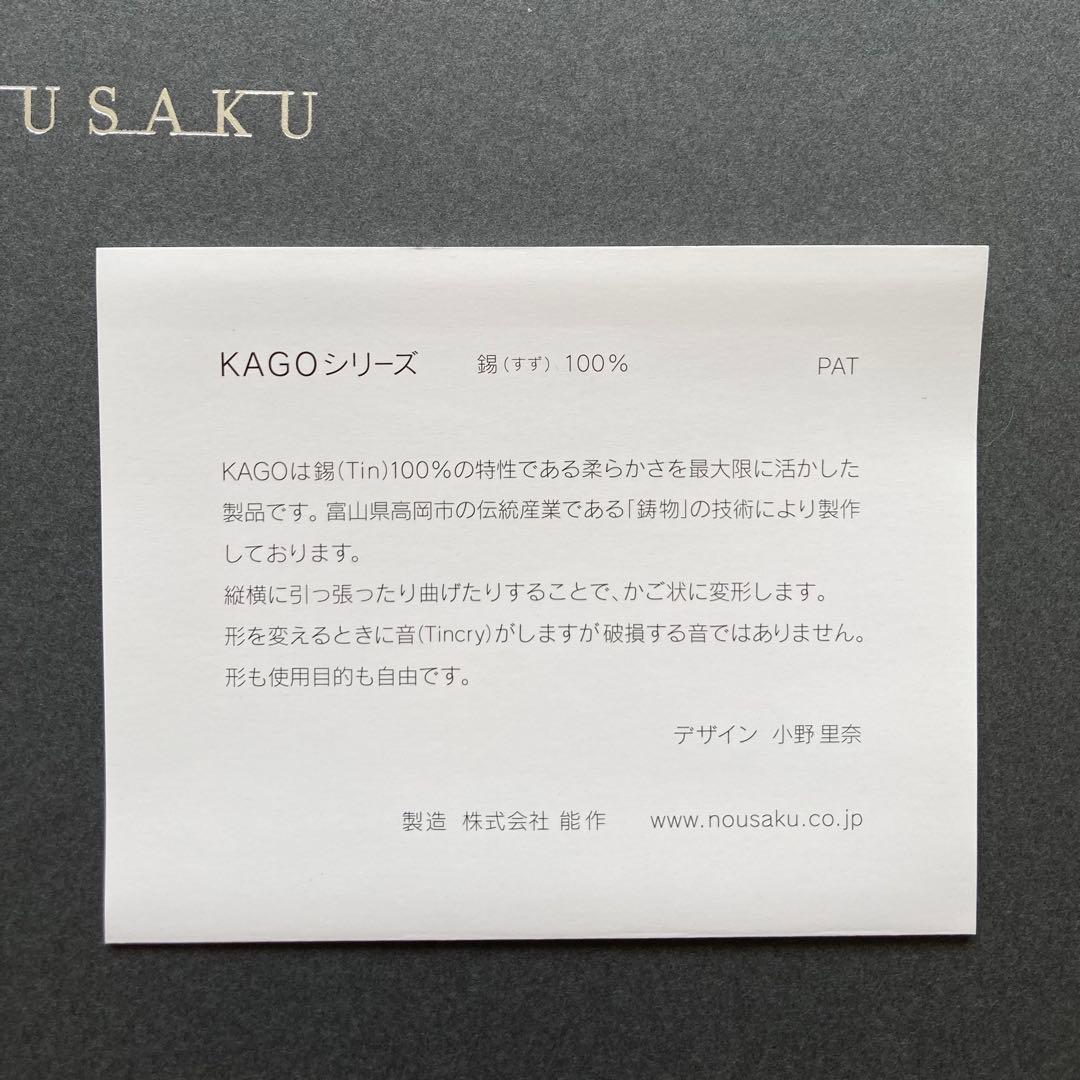 USAKU
KAGOシリーズ 錫(すず)100% PAT
KAGOは錫(Tin)100%の特性である柔らかさを最大限に活かした
製品です。富山県高岡市の伝統産業である「鋳物」の技術により製作
しております。
縦横に引っ張ったり曲げたりすることで、かご状に変形します。
形を変えるときに音(Tincry)がしますが破損する音ではありません。
形も使用目的も自由です。
デザイン 小野 里奈
製造 株式会社 能作 www.nousaku.co.jp